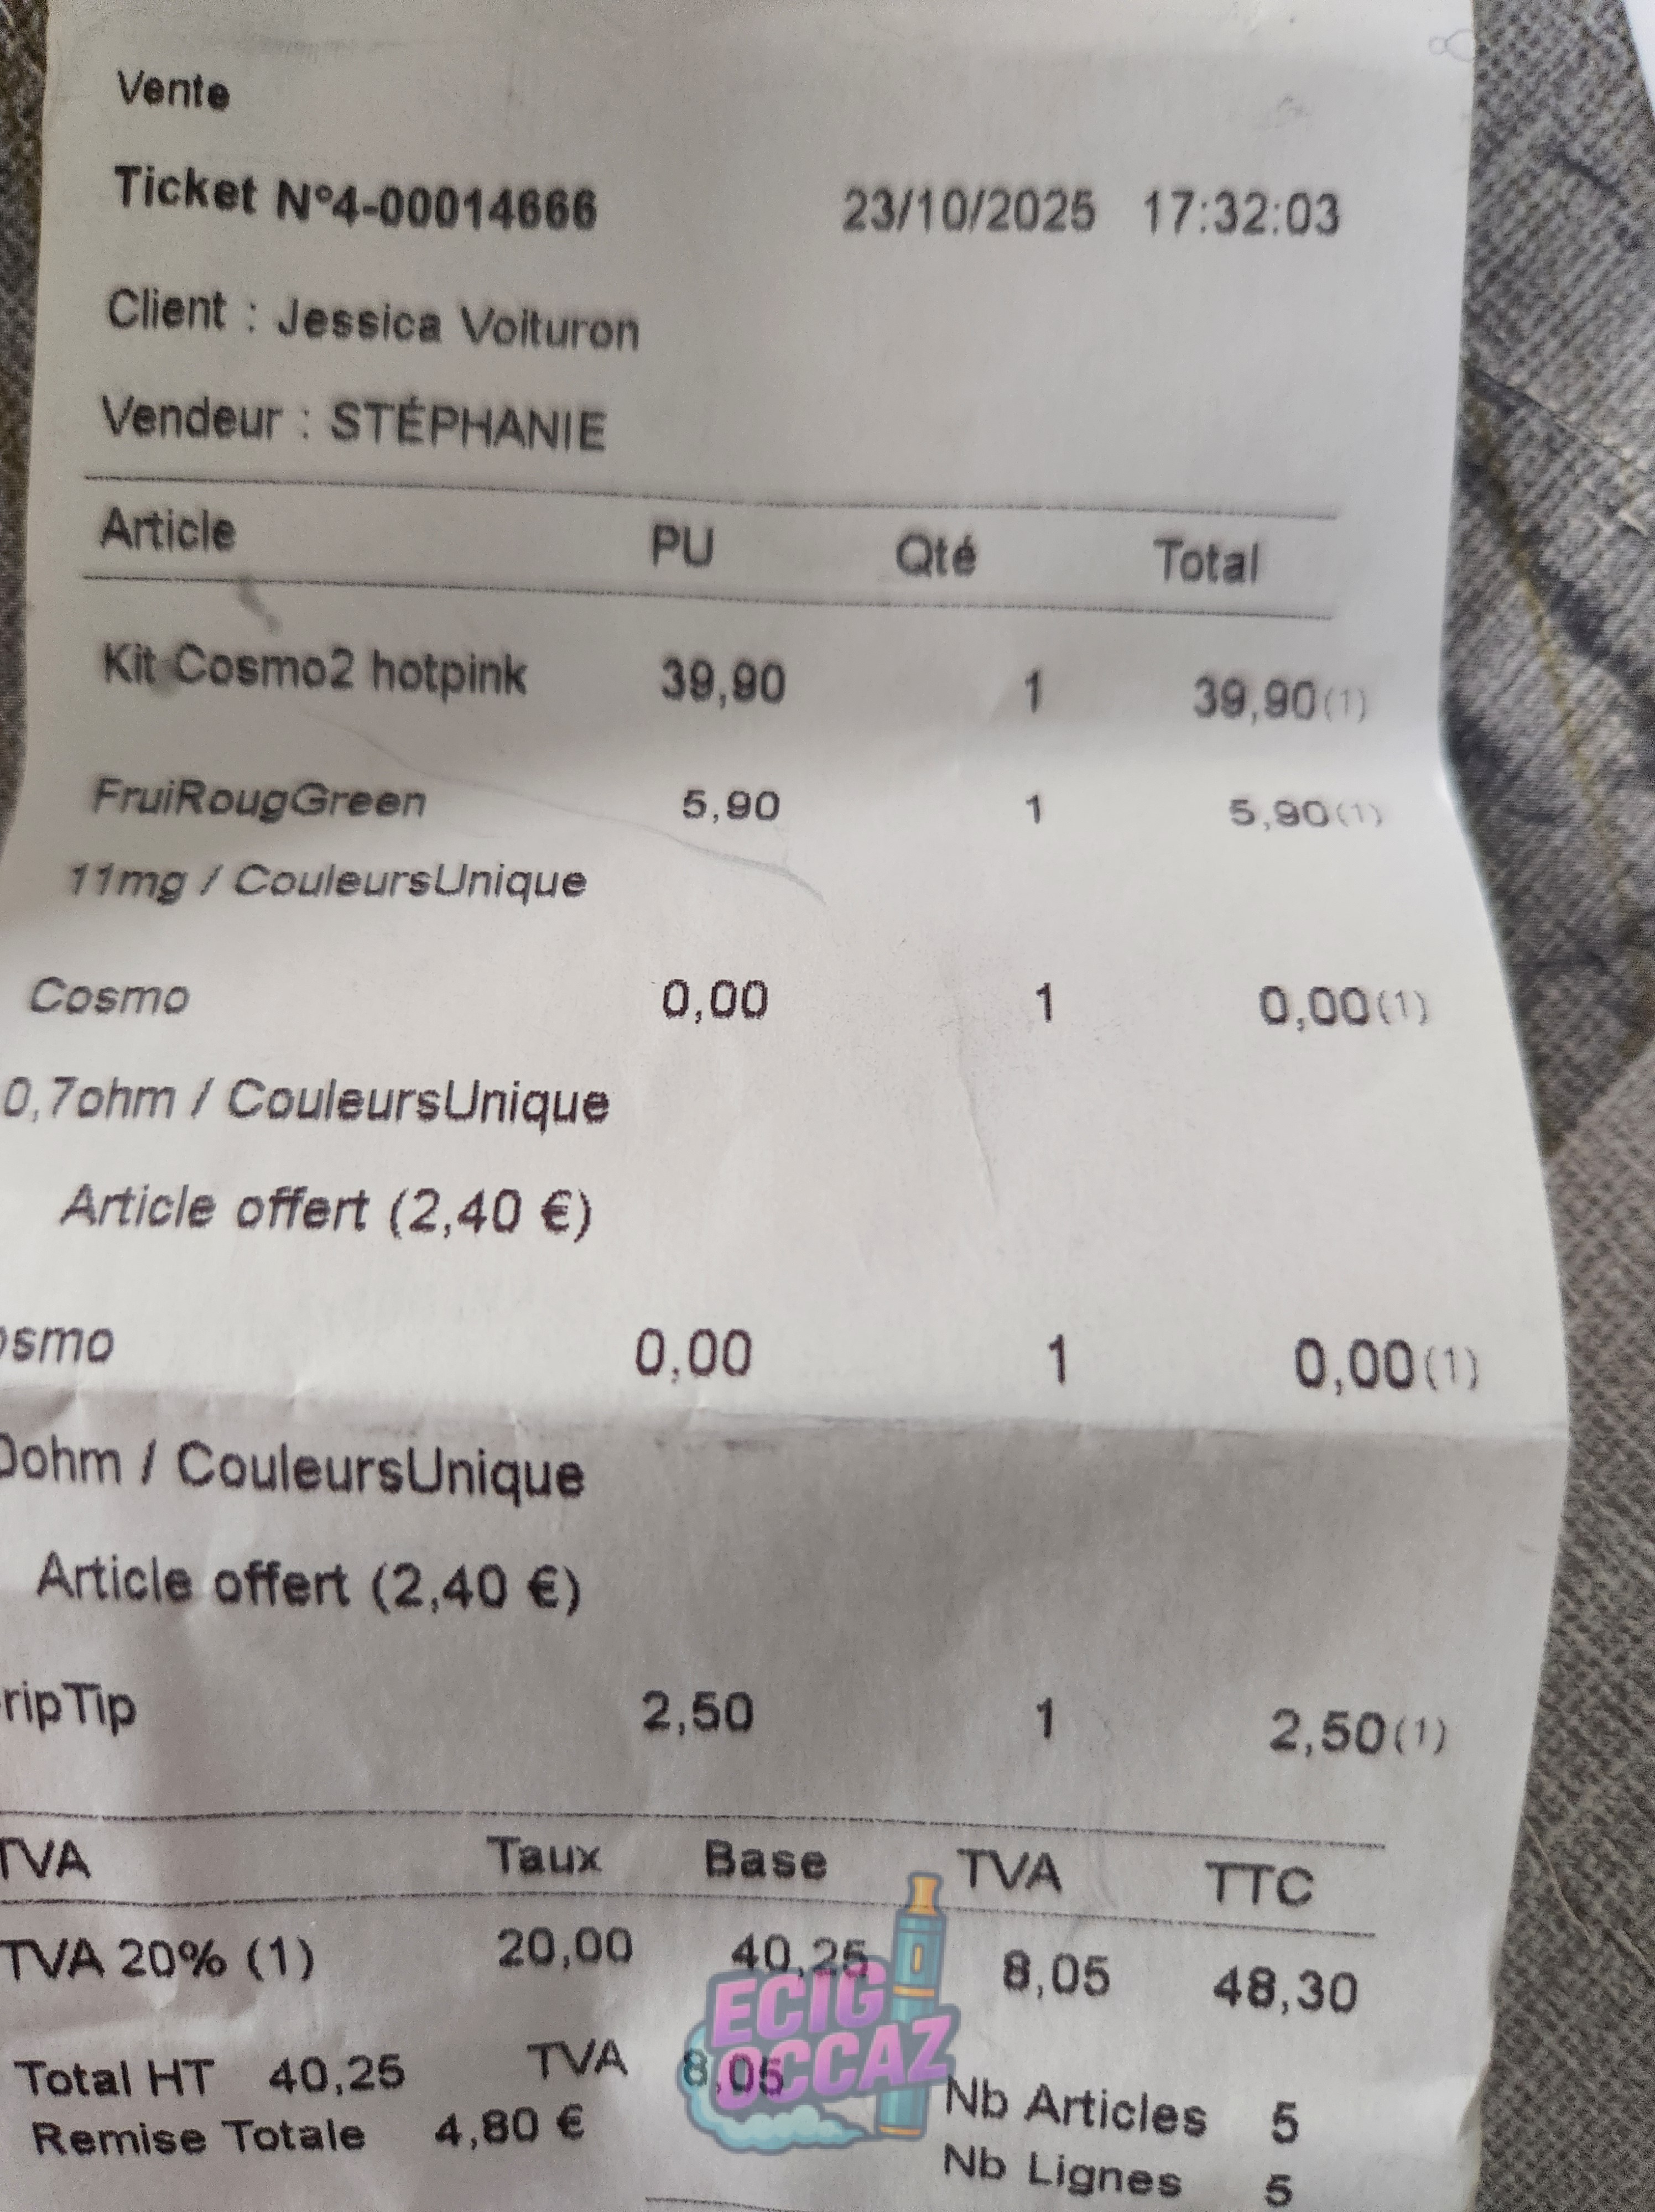 Vente
Ticket N°4-00014666 23/10/2025 17:32:03
Client : Jessica Voituron
Vendeur : STÉPHANIE
Article PU Qté Total
Kit Cosmo2 hotpink 39,90 1 39,90(1)
FruiRougGreen 5,90 1 5,90(1)
11mg / CouleursUnique
Cosmo 0,00 1 0,00(1)
0,7ohm / CouleursUnique
Article offert (2,40 €)
osmo 0,00 1 0,00(1)
0ohm / CouleursUnique
Article offert (2,40 €)
ripTip 2,50 1 2,50(1)
TVA Taux Base TVA TTC
TVA 20% (1) 20,00 40,25 8,05 48,30
Total HT 40,25 TVA 8,05 Nb Articles 5
Remise Totale 4,80 € Nb Lignes 5
ECIG
OCCAZ